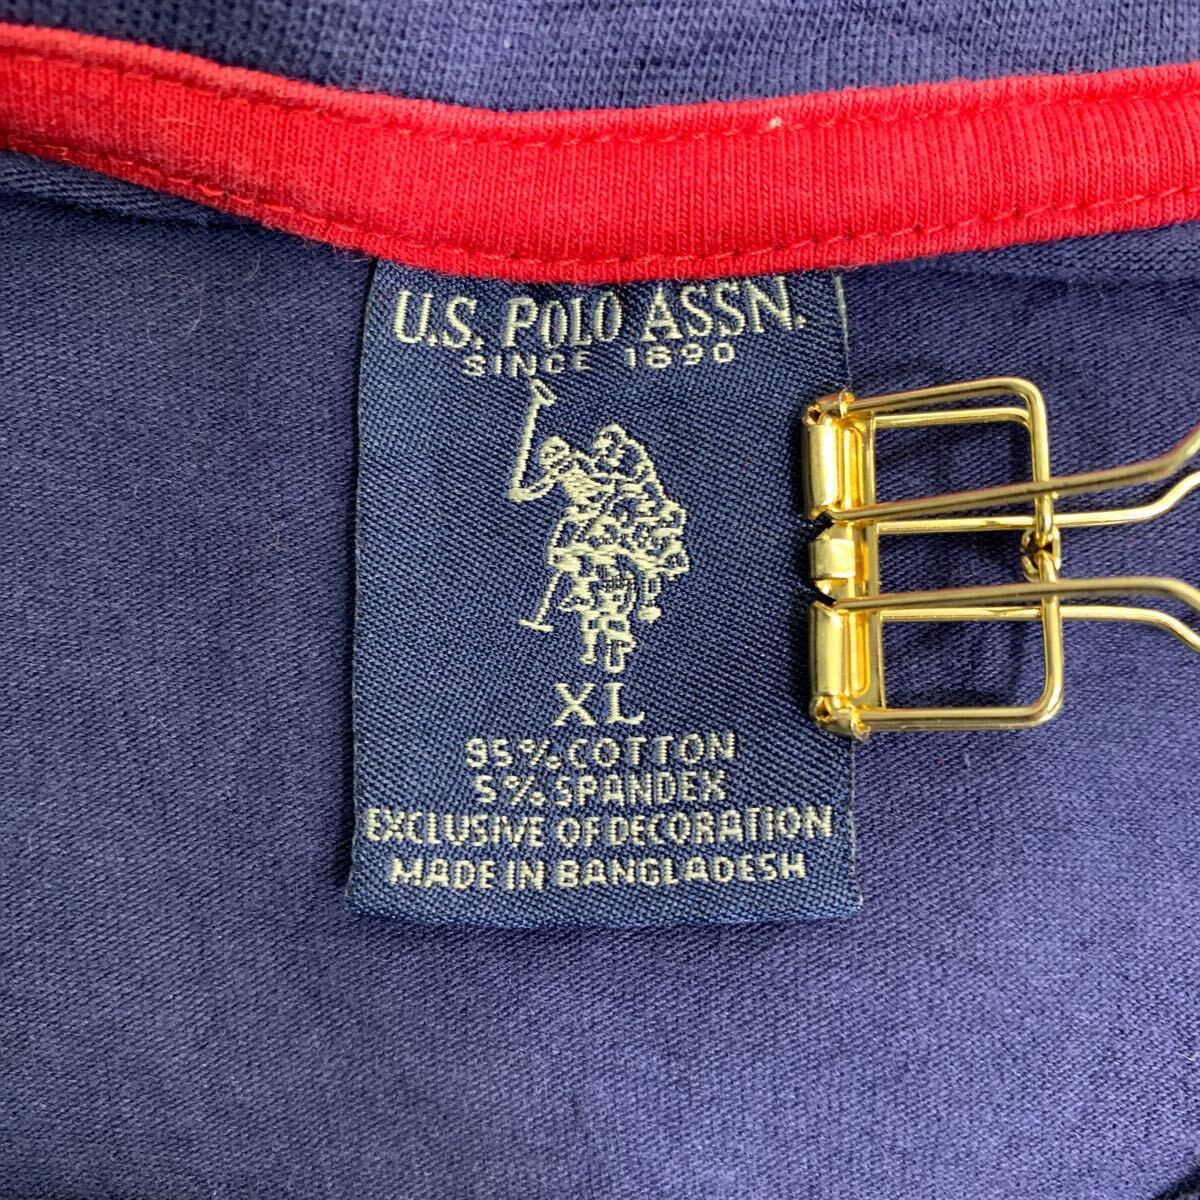 U.S. POLO ASSN.
SINCE 1890
XL
95% COTTON
5% SPANDEX
EXCLUSIVE OF DECORATION
MADE IN BANGLADESH